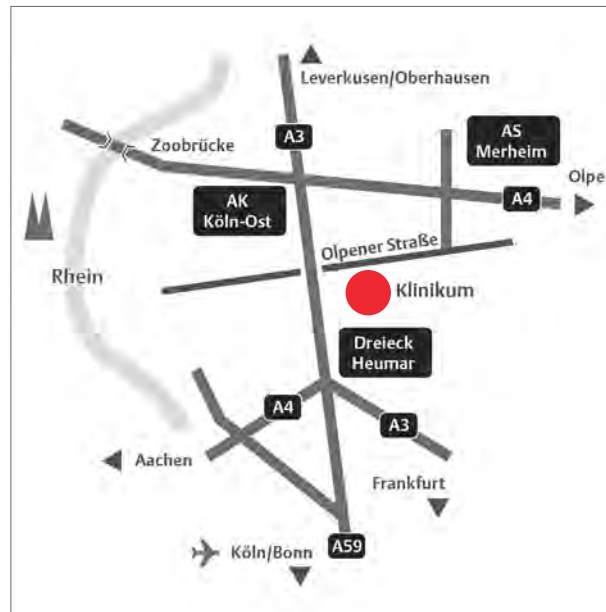 Leverkusen/Oberhausen
A3
Zoobrücke
AS
Merheim
AK
Köln-Ost
A4
Olpe
Olpener Straße
Rhein
Klinikum
Dreieck
Heumar
A4
A3
Aachen
Frankfurt
Köln/Bonn
A59